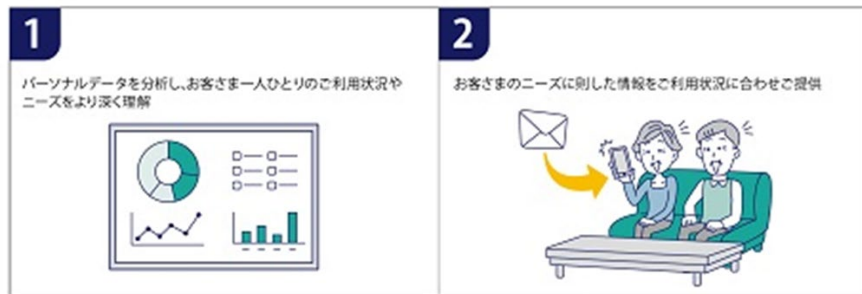 1
パーソナルデータを分析し、お客さま一人ひとりのご利用状況や
ニーズをより深く理解
2
お客さまのニーズに則した情報をご利用状況に合わせご提供